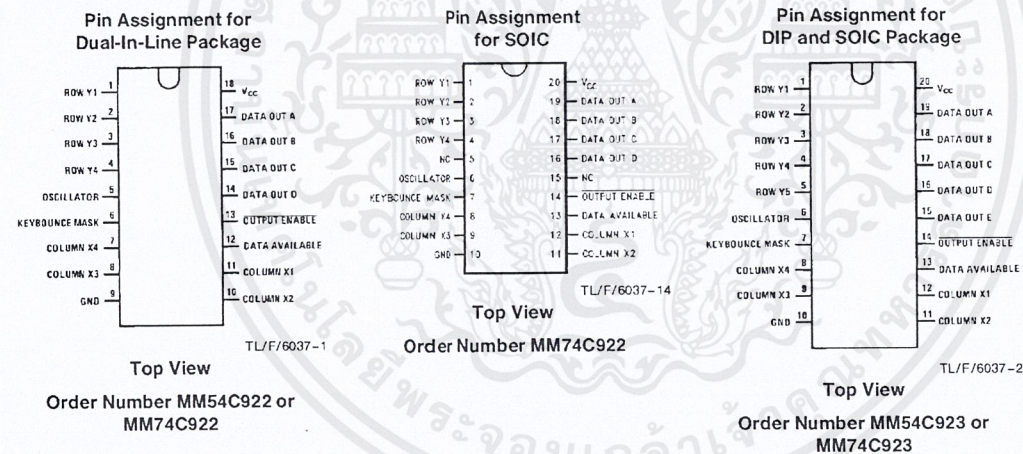 Pin Assignment for
Dual-In-Line Package
ROW Y1 1
ROW Y2 2
ROW Y3 3
ROW Y4 4
OSCILLATOR 5
KEYBOUNCE MASK 6
COLUMN X4 7
COLUMN X3 8
GND 9
18 VCC
17 DATA OUT A
16 DATA OUT B
15 DATA OUT C
14 DATA OUT D
13 OUTPUT ENABLE
12 DATA AVAILABLE
11 COLUMN X1
10 COLUMN X2
TL/F/6037-1
Top View
Order Number MM54C922 or
MM74C922
Pin Assignment
for SOIC
ROW Y1 1
ROW Y2 2
ROW Y3 3
ROW Y4 4
NC 5
OSCILLATOR 6
KEYBOUNCE MASK 7
COLUMN X4 8
COLUMN X3 9
GND 10
20 VCC
19 DATA OUT A
18 DATA OUT B
17 DATA OUT C
16 DATA OUT D
15 NC
14 OUTPUT ENABLE
13 DATA AVAILABLE
12 COLUMN X1
11 COLUMN X2
TL/F/6037-14
Top View
Order Number MM74C922
Pin Assignment for
DIP and SOIC Package
ROW Y1 1
ROW Y2 2
ROW Y3 3
ROW Y4 4
ROW Y5 5
OSCILLATOR 6
KEYBOUNCE MASK 7
COLUMN X4 8
COLUMN X3 9
GND 10
20 VCC
19 DATA OUT A
18 DATA OUT B
17 DATA OUT C
16 DATA OUT D
15 DATA OUT E
14 OUTPUT ENABLE
13 DATA AVAILABLE
12 COLUMN X1
11 COLUMN X2
TL/F/6037-2
Top View
Order Number MM54C923 or
MM74C923